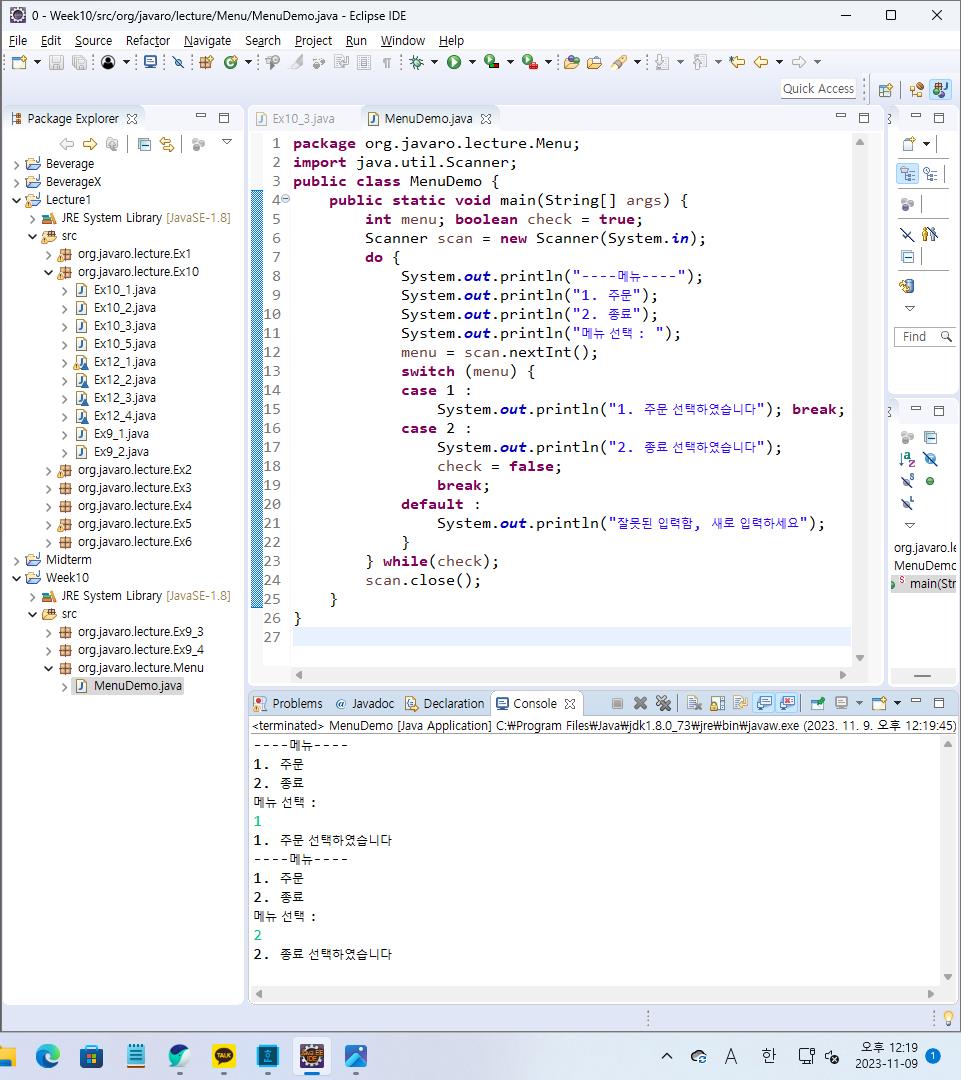 0 - Week10/src/org/javaro/lecture/Menu/MenuDemo.java - Eclipse IDE
File Edit Source Refactor Navigate Search Project Run Window Help
Quick Access
Package Explorer
Beverage
BeverageX
Lecture1
JRE System Library [JavaSE-1.8]
src
org.javaro.lecture.Ex1
org.javaro.lecture.Ex10
Ex10_1.java
Ex10_2.java
Ex10_3.java
Ex10_5.java
Ex12_1.java
Ex12_2.java
Ex12_3.java
Ex12_4.java
Ex9_1.java
Ex9_2.java
org.javaro.lecture.Ex2
org.javaro.lecture.Ex3
org.javaro.lecture.Ex4
org.javaro.lecture.Ex5
org.javaro.lecture.Ex6
Midterm
Week10
JRE System Library [JavaSE-1.8]
src
org.javaro.lecture.Ex9_3
org.javaro.lecture.Ex9_4
org.javaro.lecture.Menu
MenuDemo.java
Ex10_3.java MenuDemo.java
1 package org.javaro.lecture.Menu;
2 import java.util.Scanner;
3 public class MenuDemo {
4 public static void main(String[] args) {
5 int menu; boolean check = true;
6 Scanner scan = new Scanner(System.in);
7 do {
8 System.out.println("----메뉴----");
9 System.out.println("1. 주문");
10 System.out.println("2. 종료");
11 System.out.println("메뉴 선택 : ");
12 menu = scan.nextInt();
13 switch (menu) {
14 case 1 :
15 System.out.println("1. 주문 선택하였습니다"); break;
16 case 2 :
17 System.out.println("2. 종료 선택하였습니다");
18 check = false;
19 break;
20 default :
21 System.out.println("잘못된 입력함, 새로 입력하세요");
22 }
23 } while(check);
24 scan.close();
25 }
26 }
27
Find
org.javaro.le
MenuDemo
main(Str
Problems Javadoc Declaration Console
<terminated> MenuDemo [Java Application] C:₩Program Files₩Java₩jdk1.8.0_73₩jre₩bin₩javaw.exe (2023. 11. 9. 오후 12:19:45)
----메뉴----
1. 주문
2. 종료
메뉴 선택 :
1
1. 주문 선택하였습니다
----메뉴----
1. 주문
2. 종료
메뉴 선택 :
2
2. 종료 선택하였습니다
TALK
A 한
오후 12:19
2023-11-09
1